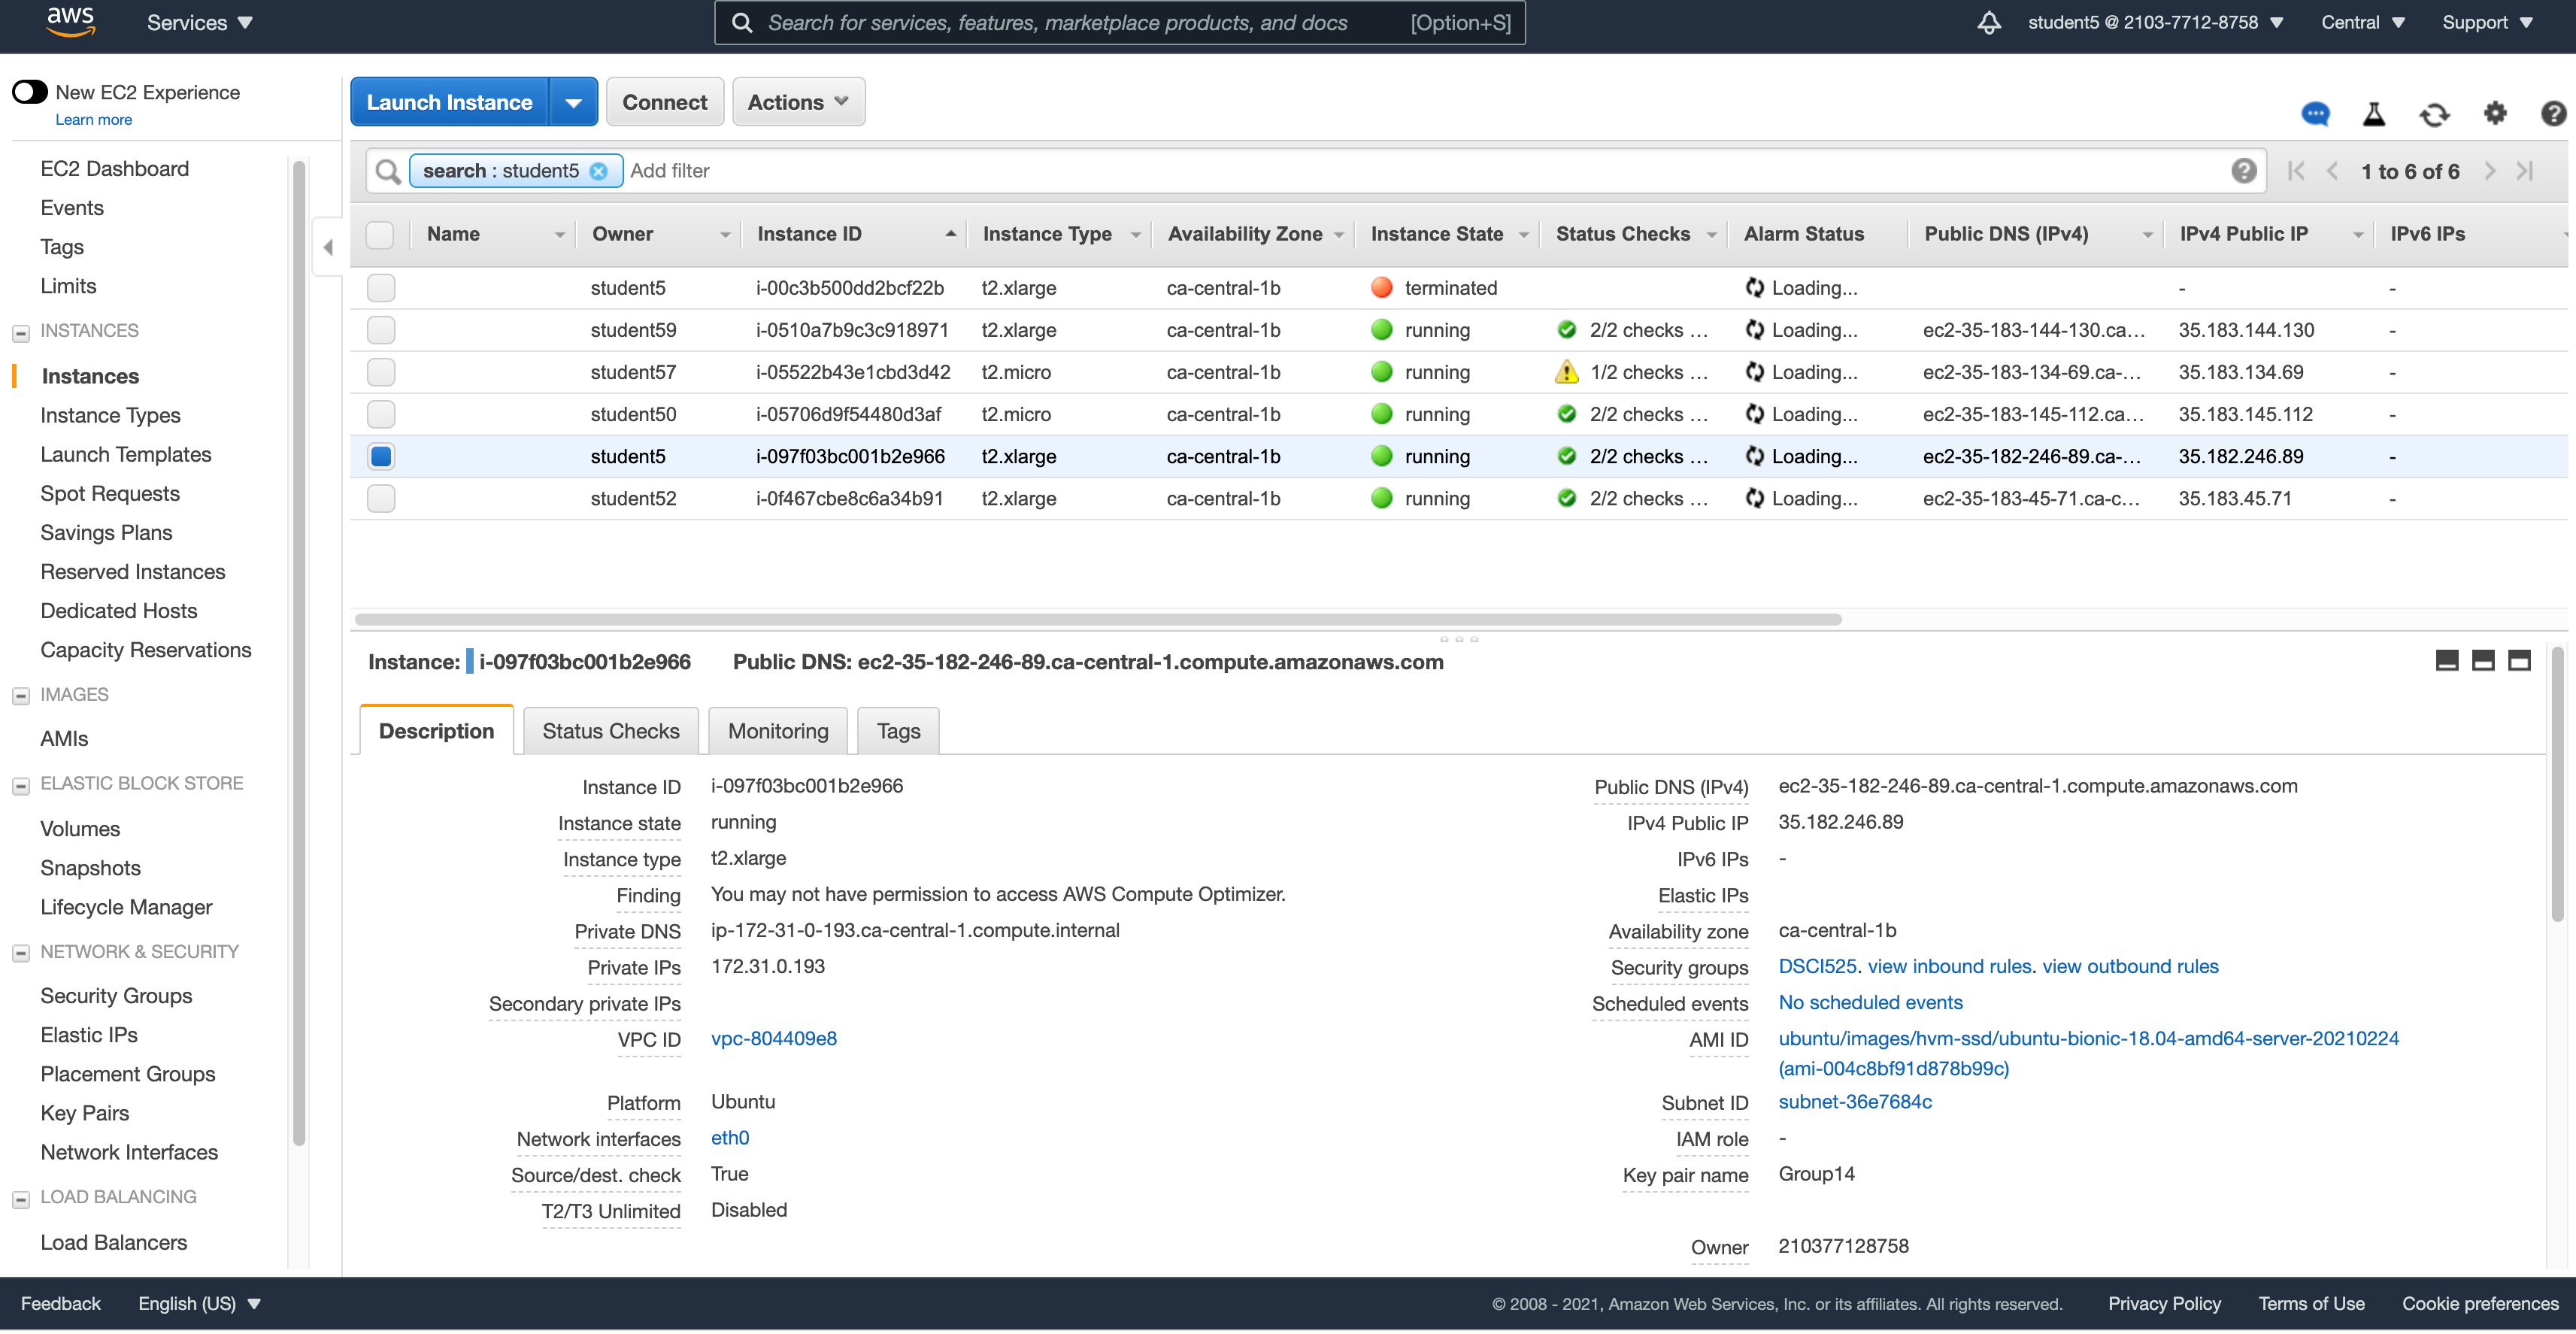 aws Services Search for services, features, marketplace products, and docs [Option+S] student5 @ 2103-7712-8758 Central Support
New EC2 Experience
Learn more
EC2 Dashboard
Events
Tags
Limits
INSTANCES
Instances
Instance Types
Launch Templates
Spot Requests
Savings Plans
Reserved Instances
Dedicated Hosts
Capacity Reservations
IMAGES
AMIs
ELASTIC BLOCK STORE
Volumes
Snapshots
Lifecycle Manager
NETWORK & SECURITY
Security Groups
Elastic IPs
Placement Groups
Key Pairs
Network Interfaces
LOAD BALANCING
Load Balancers
Launch Instance Connect Actions
search : student5 Add filter 1 to 6 of 6
Name Owner Instance ID Instance Type Availability Zone Instance State Status Checks Alarm Status Public DNS (IPv4) IPv4 Public IP IPv6 IPs
student5 i-00c3b500dd2bcf22b t2.xlarge ca-central-1b terminated Loading... - -
student59 i-0510a7b9c3c918971 t2.xlarge ca-central-1b running 2/2 checks ... Loading... ec2-35-183-144-130.ca... 35.183.144.130 -
student57 i-05522b43e1cbd3d42 t2.micro ca-central-1b running 1/2 checks ... Loading... ec2-35-183-134-69.ca-... 35.183.134.69 -
student50 i-05706d9f54480d3af t2.micro ca-central-1b running 2/2 checks ... Loading... ec2-35-183-145-112.ca... 35.183.145.112 -
student5 i-097f03bc001b2e966 t2.xlarge ca-central-1b running 2/2 checks ... Loading... ec2-35-182-246-89.ca-... 35.182.246.89 -
student52 i-0f467cbe8c6a34b91 t2.xlarge ca-central-1b running 2/2 checks ... Loading... ec2-35-183-45-71.ca-c... 35.183.45.71 -
Instance: i-097f03bc001b2e966 Public DNS: ec2-35-182-246-89.ca-central-1.compute.amazonaws.com
Description Status Checks Monitoring Tags
Instance ID i-097f03bc001b2e966
Instance state running
Instance type t2.xlarge
Finding You may not have permission to access AWS Compute Optimizer.
Private DNS ip-172-31-0-193.ca-central-1.compute.internal
Private IPs 172.31.0.193
Secondary private IPs
VPC ID vpc-804409e8
Platform Ubuntu
Network interfaces eth0
Source/dest. check True
T2/T3 Unlimited Disabled
Public DNS (IPv4) ec2-35-182-246-89.ca-central-1.compute.amazonaws.com
IPv4 Public IP 35.182.246.89
IPv6 IPs -
Elastic IPs
Availability zone ca-central-1b
Security groups DSCI525. view inbound rules. view outbound rules
Scheduled events No scheduled events
AMI ID ubuntu/images/hvm-ssd/ubuntu-bionic-18.04-amd64-server-20210224
(ami-004c8bf91d878b99c)
Subnet ID subnet-36e7684c
IAM role -
Key pair name Group14
Owner 210377128758
Feedback English (US) © 2008 - 2021, Amazon Web Services, Inc. or its affiliates. All rights reserved. Privacy Policy Terms of Use Cookie preferences